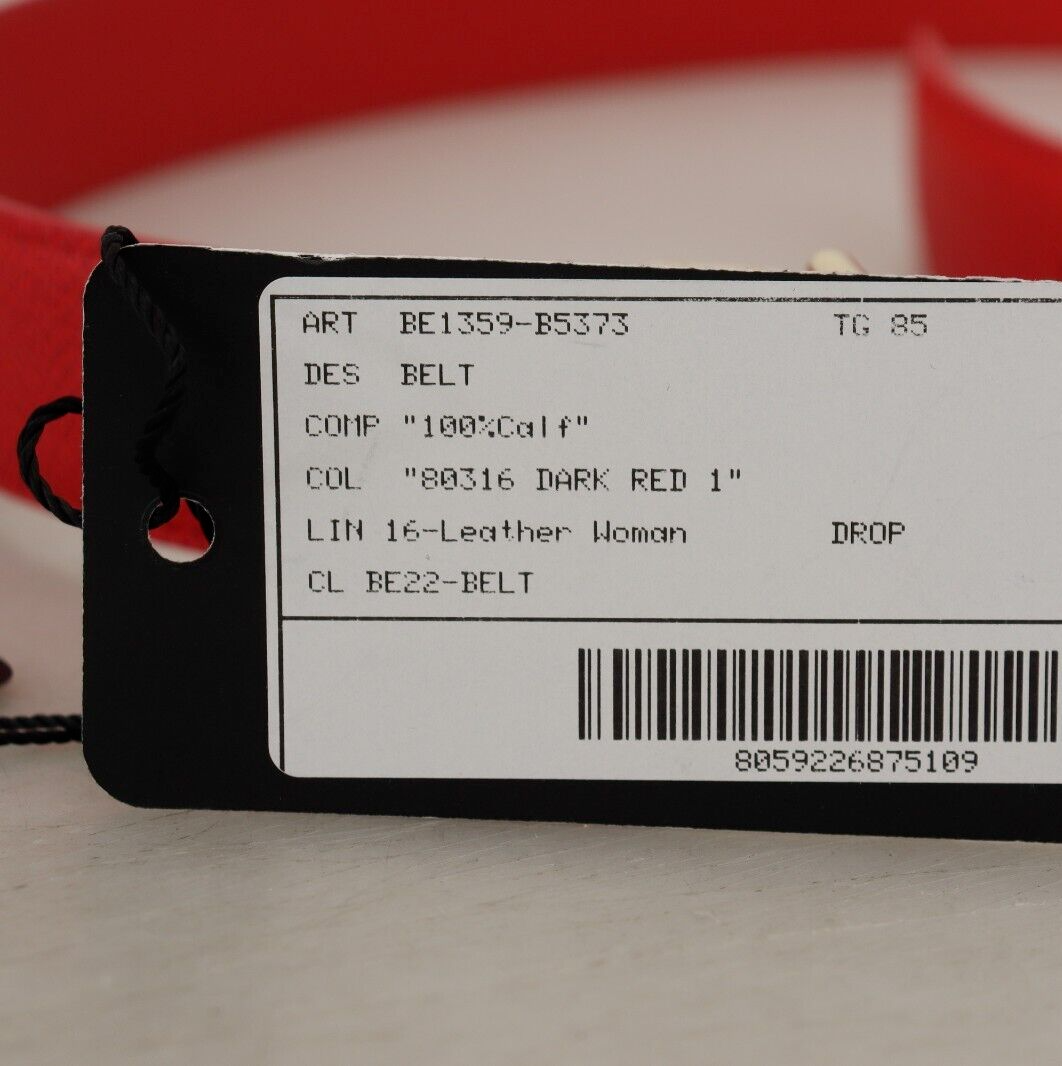 ART BE1359-B5373 TG 85
DES BELT
COMP "100%Calf"
COL "80316 DARK RED 1"
LIN 16-Leather Woman DROP
CL BE22-BELT
8059226875109